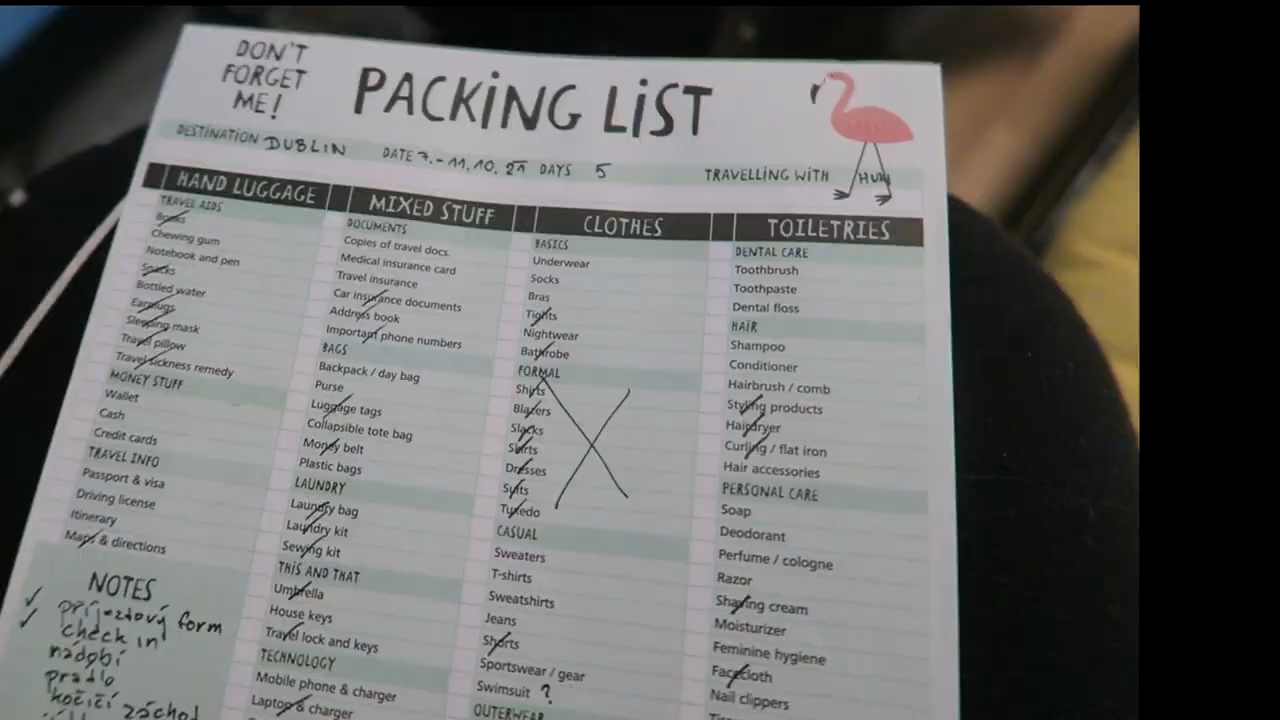 DON'T
FORGET
ME!
PACKING LIST
DESTINATION DUBLIN DATE 7.-11.10.21 DAYS 5 TRAVELLING WITH
HAND LUGGAGE
TRAVEL AIDS
Books
Chewing gum
Notebook and pen
Snacks
Bottled water
Earplugs
Sleeping mask
Travel pillow
Travel sickness remedy
MONEY STUFF
Wallet
Cash
Credit cards
TRAVEL INFO
Passport & visa
Driving license
Itinerary
Maps & directions
NOTES
✓ příjezdový form
✓ check in
nádobí
prádlo
kočičí záchod
MIXED STUFF
DOCUMENTS
Copies of travel docs.
Medical insurance card
Travel insurance
Car insurance documents
Address book
Important phone numbers
BAGS
Backpack / day bag
Purse
Luggage tags
Collapsible tote bag
Money belt
Plastic bags
LAUNDRY
Laundry bag
Laundry kit
Sewing kit
THIS AND THAT
Umbrella
House keys
Travel lock and keys
TECHNOLOGY
Mobile phone & charger
Laptop & charger
CLOTHES
BASICS
Underwear
Socks
Bras
Tights
Nightwear
Bathrobe
FORMAL
Shirts
Blazers
Slacks
Skirts
Dresses
Suits
Tuxedo
CASUAL
Sweaters
T-shirts
Sweatshirts
Jeans
Shorts
Sportswear / gear
Swimsuit ?
OUTERWEAR
TOILETRIES
DENTAL CARE
Toothbrush
Toothpaste
Dental floss
HAIR
Shampoo
Conditioner
Hairbrush / comb
Styling products
Hairdryer
Curling / flat iron
Hair accessories
PERSONAL CARE
Soap
Deodorant
Perfume / cologne
Razor
Shaving cream
Moisturizer
Feminine hygiene
Facecloth
Nail clippers